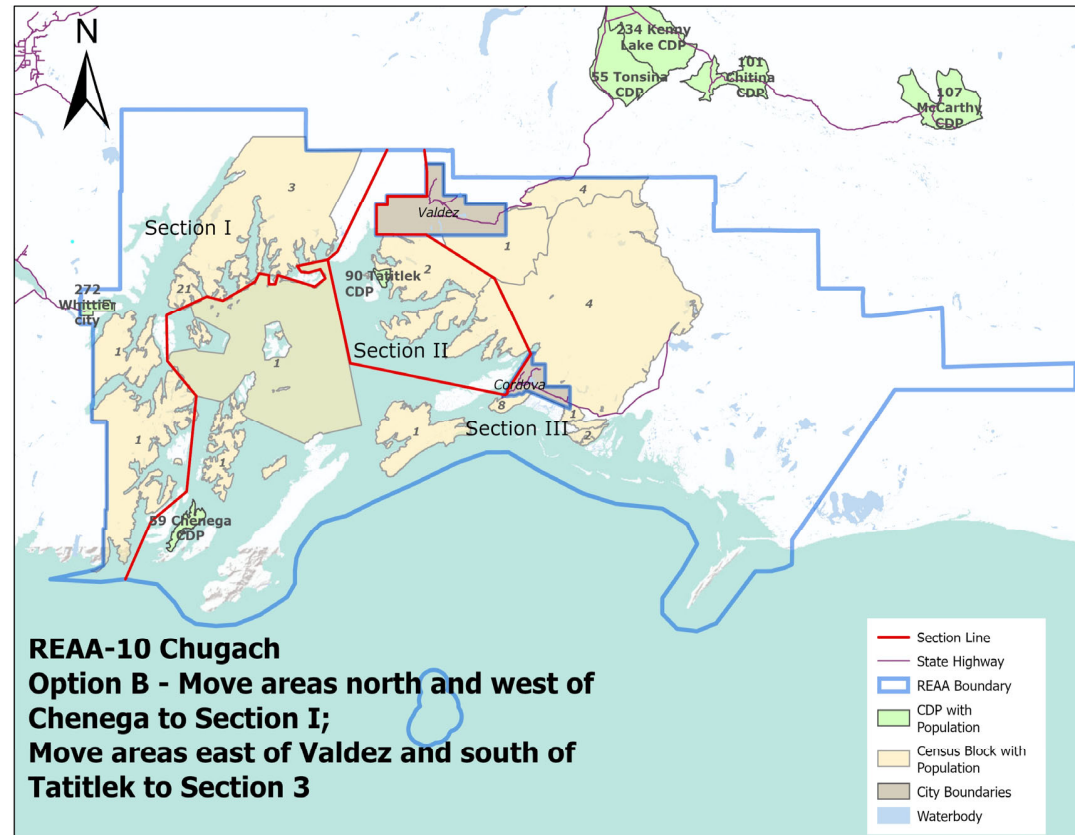 N
234 Kenny
Lake CDP
55 Tonsina
CDP
101
Chitina
CDP
107
McCarthy
CDP
3
4
Valdez
Section I
1
2
90 Tatitlek
CDP
21
272
Whittier
city
4
1
Section II
1
Cordova
8
1
Section III
1
2
1
1
59 Chenega
CDP
REAA-10 Chugach
Option B - Move areas north and west of
Chenega to Section I;
Move areas east of Valdez and south of
Tatitlek to Section 3
Section Line
State Highway
REAA Boundary
CDP with
Population
Census Block with
Population
City Boundaries
Waterbody